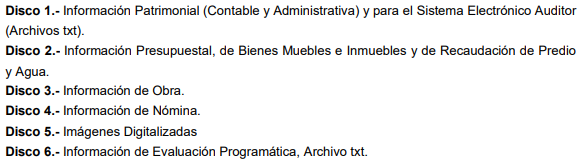 Disco 1.- Información Patrimonial (Contable y Administrativa) y para el Sistema Electrónico Auditor
(Archivos txt).
Disco 2.- Información Presupuestal, de Bienes Muebles e Inmuebles y de Recaudación de Predio
y Agua.
Disco 3.- Información de Obra.
Disco 4.- Información de Nómina.
Disco 5.- Imágenes Digitalizadas
Disco 6.- Información de Evaluación Programática, Archivo txt.